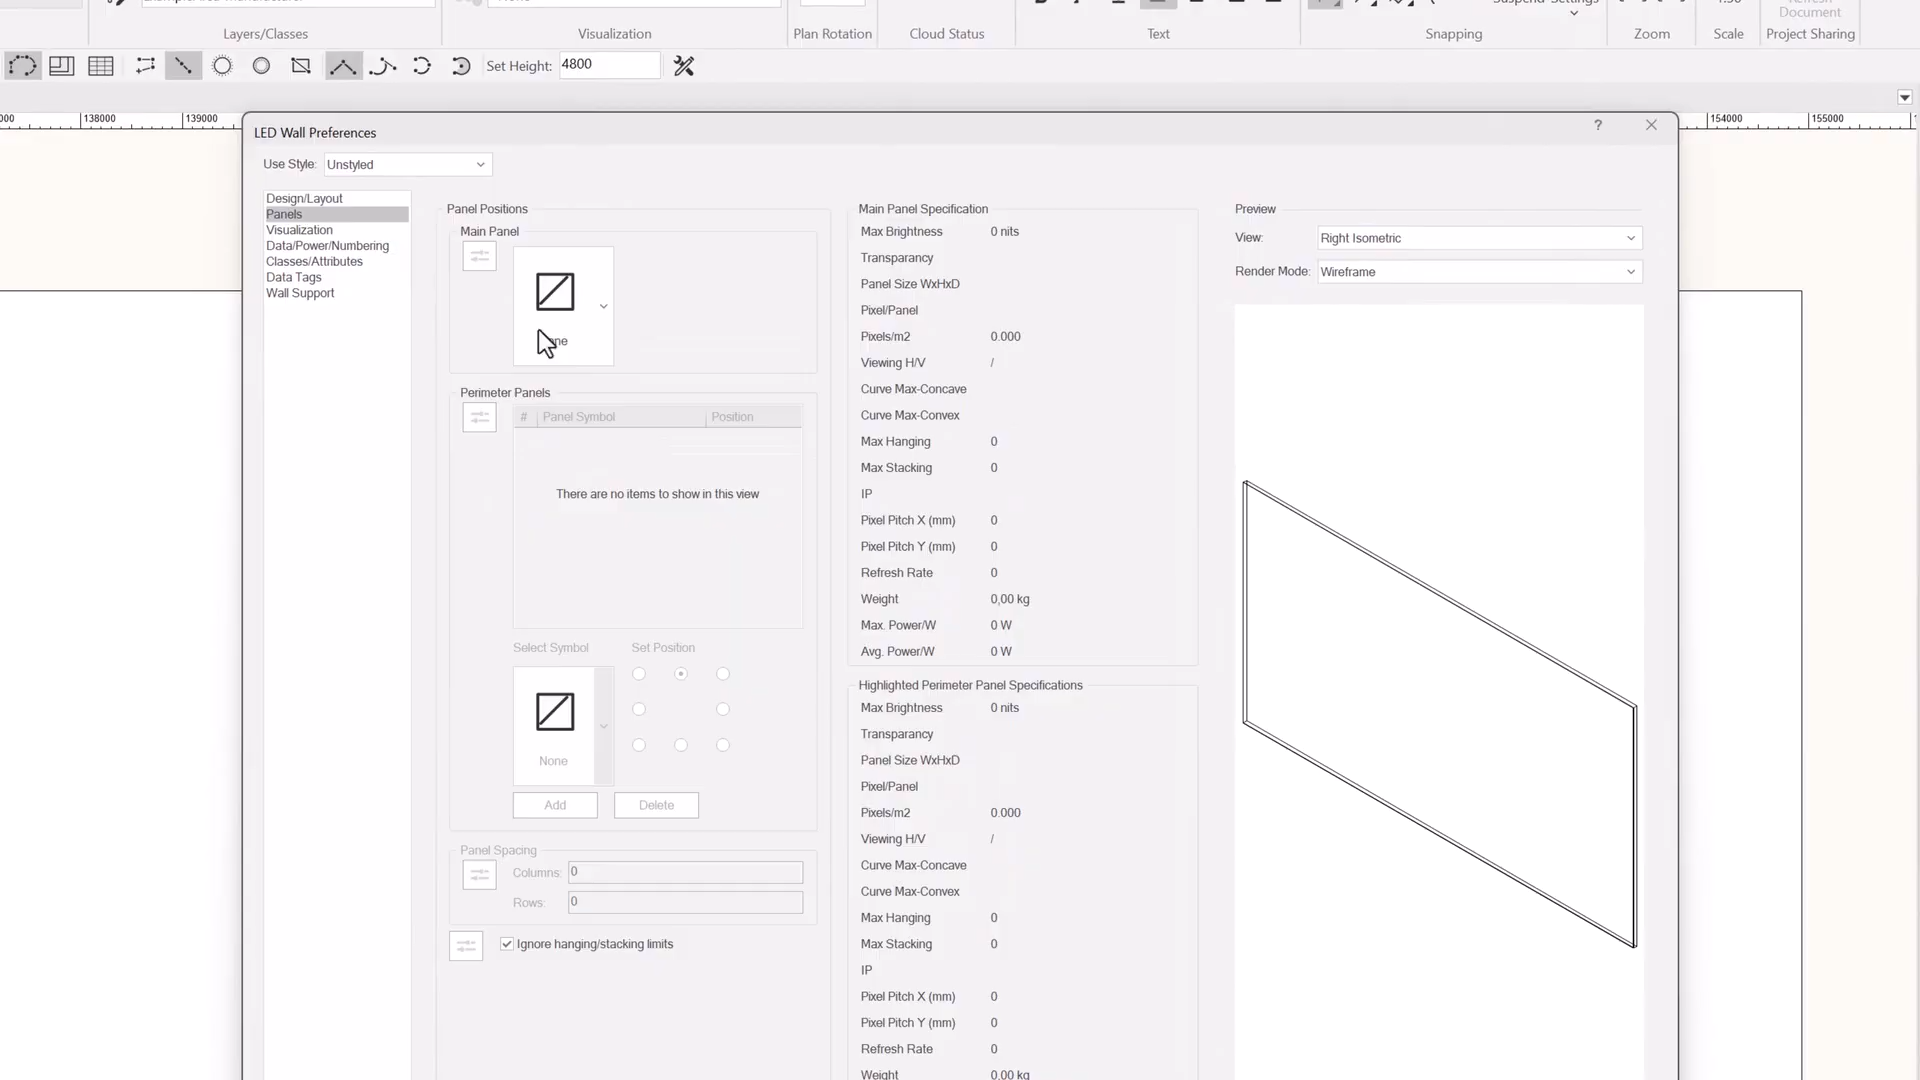 Layers/Classes
Visualization
Plan Rotation
Cloud Status
Text
Suspend Settings
Snapping
Zoom
1:50
Scale
Refresh
Document
Project Sharing
Set Height: 4800
000 138000 139000 154000 155000
LED Wall Preferences ?
Use Style: Unstyled
Design/Layout
Panels
Visualization
Data/Power/Numbering
Classes/Attributes
Data Tags
Wall Support
Panel Positions
Main Panel
Perimeter Panels
# Panel Symbol Position
There are no items to show in this view
Select Symbol Set Position
None
Add Delete
Panel Spacing
Columns: 0
Rows: 0
Ignore hanging/stacking limits
Main Panel Specification
Max Brightness 0 nits
Transparancy
Panel Size WxHxD
Pixel/Panel
Pixels/m2 0.000
Viewing H/V /
Curve Max-Concave
Curve Max-Convex
Max Hanging 0
Max Stacking 0
IP
Pixel Pitch X (mm) 0
Pixel Pitch Y (mm) 0
Refresh Rate 0
Weight 0,00 kg
Max. Power/W 0 W
Avg. Power/W 0 W
Highlighted Perimeter Panel Specifications
Max Brightness 0 nits
Transparancy
Panel Size WxHxD
Pixel/Panel
Pixels/m2 0.000
Viewing H/V /
Curve Max-Concave
Curve Max-Convex
Max Hanging 0
Max Stacking 0
IP
Pixel Pitch X (mm) 0
Pixel Pitch Y (mm) 0
Refresh Rate 0
Weight 0,00 kg
Preview
View: Right Isometric
Render Mode: Wireframe